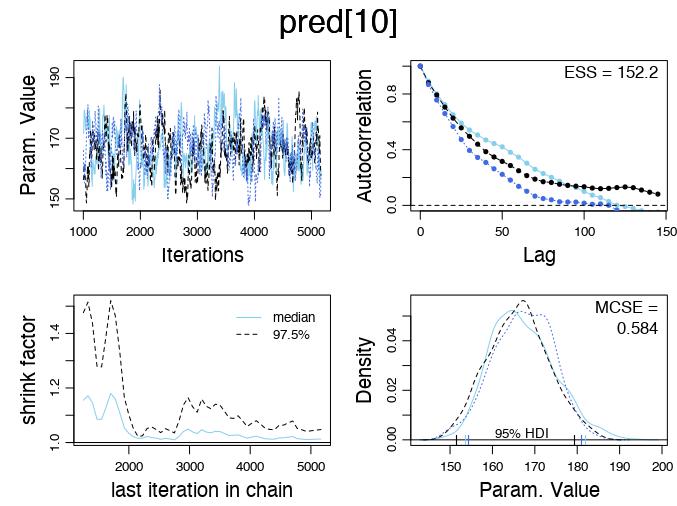 pred[10]
Param. Value
150 170 190
1000 2000 3000 4000 5000
Iterations
Autocorrelation
0.0 0.4 0.8
ESS = 152.2
0 50 100 150
Lag
shrink factor
1.0 1.2 1.4
median
97.5%
2000 3000 4000 5000
last iteration in chain
Density
0.00 0.02 0.04
MCSE =
0.584
95% HDI
150 160 170 180 190 200
Param. Value